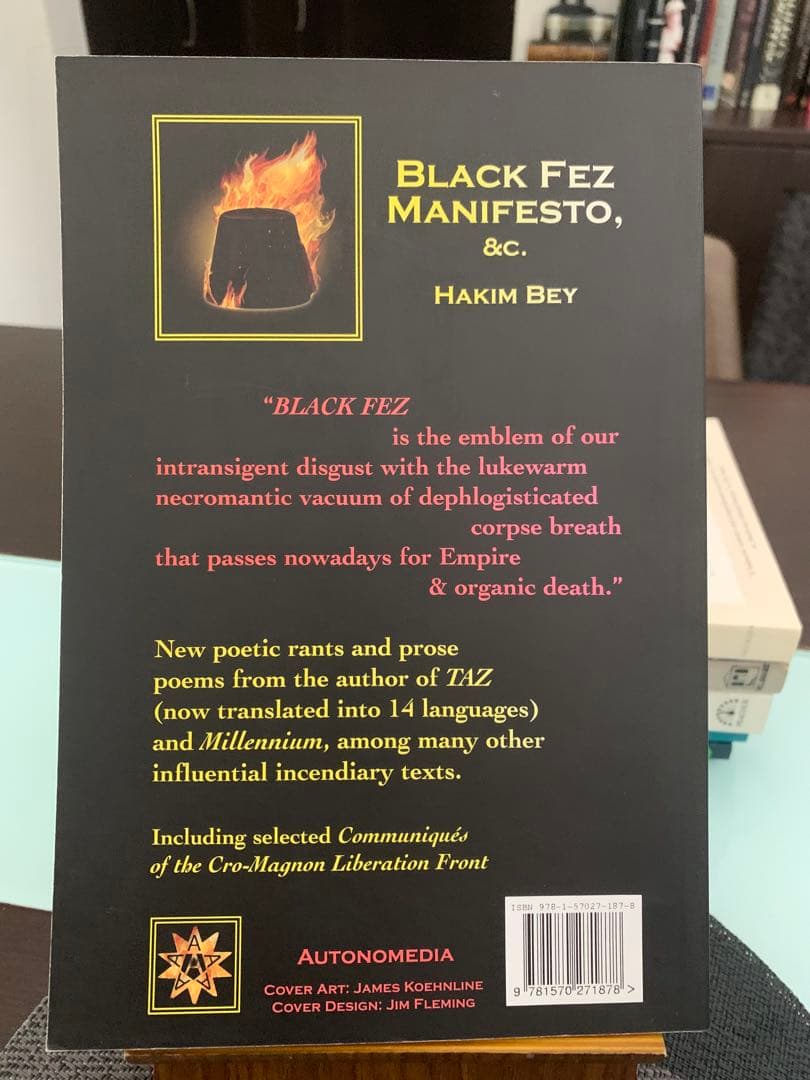 BLACK FEZ
MANIFESTO,
&C.
HAKIM BEY
“BLACK FEZ
is the emblem of our
intransigent disgust with the lukewarm
necromantic vacuum of dephlogisticated
corpse breath
that passes nowadays for Empire
& organic death.”
New poetic rants and prose
poems from the author of TAZ
(now translated into 14 languages)
and Millennium, among many other
influential incendiary texts.
Including selected Communiqués
of the Cro-Magnon Liberation Front
AUTONOMEDIA
COVER ART: JAMES KOEHNLINE
COVER DESIGN: JIM FLEMING
ISBN 978-1-57027-187-8
9 781570 271878 >